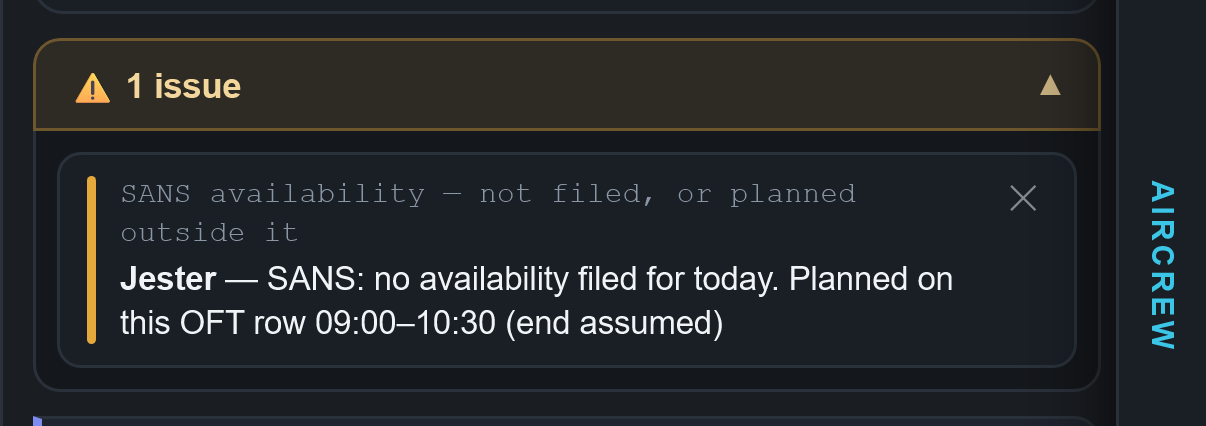 ⚠️ 1 issue ▲
SANS availability — not filed, or planned
outside it
Jester — SANS: no availability filed for today. Planned on
this OFT row 09:00–10:30 (end assumed)
AIRCREW